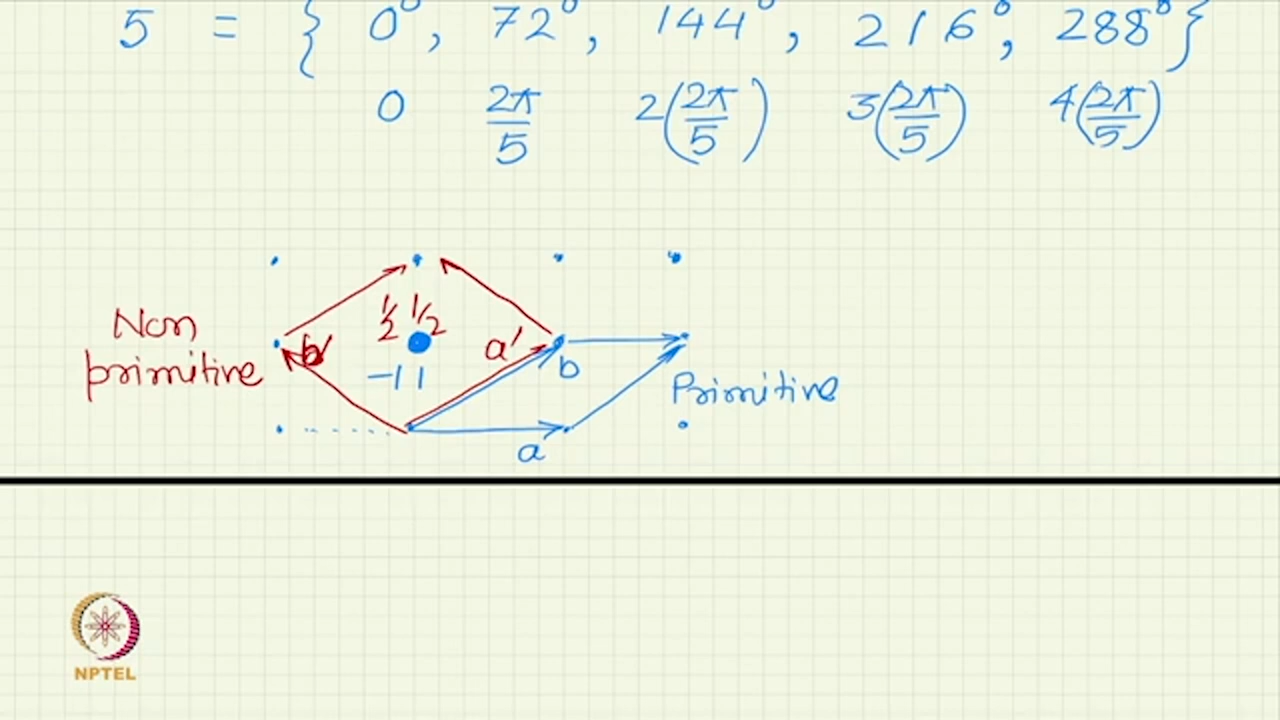 5 = { 0°, 72°, 144°, 216°, 288° }
0 2π/5 2(2π/5) 3(2π/5) 4(2π/5)
Non
primitive
b'
½ ½
a'
-1 1
b
Primitive
a
NPTEL